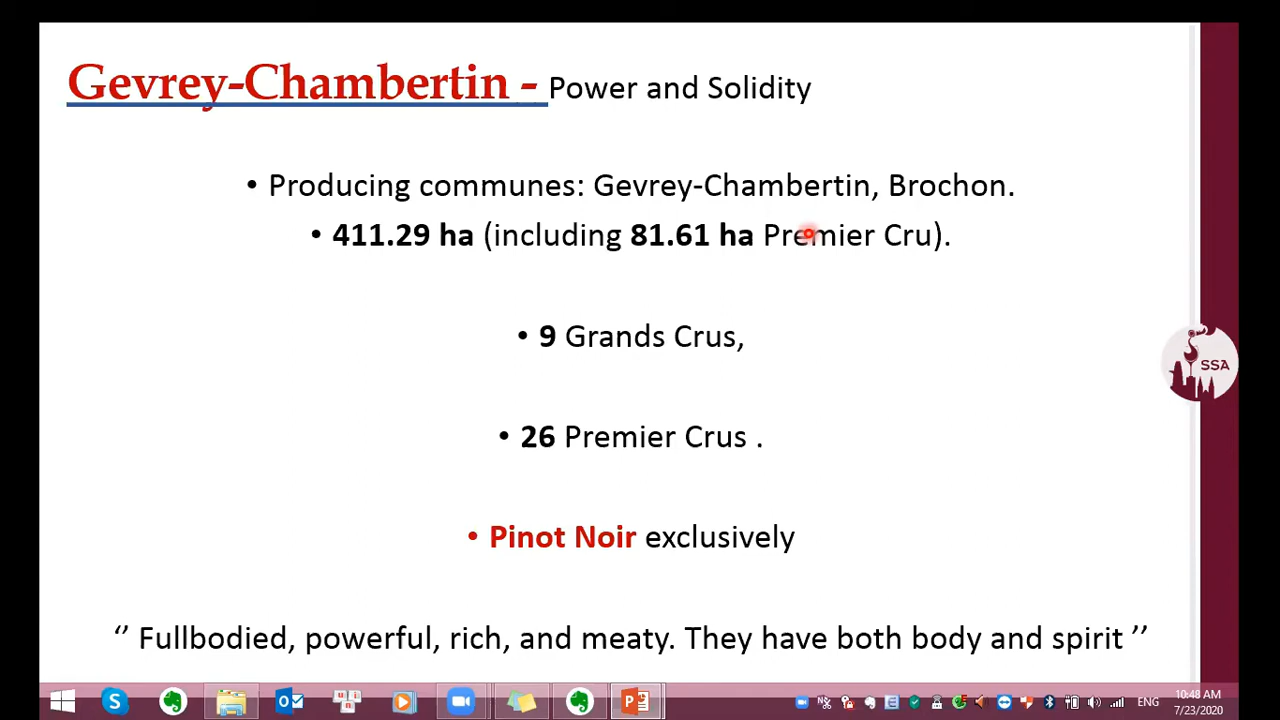 Gevrey-Chambertin - Power and Solidity
• Producing communes: Gevrey-Chambertin, Brochon.
• 411.29 ha (including 81.61 ha Premier Cru).
• 9 Grands Crus,
SSA
• 26 Premier Crus .
• Pinot Noir exclusively
‘’ Fullbodied, powerful, rich, and meaty. They have both body and spirit ’’
ENG
10:48 AM
7/23/2020